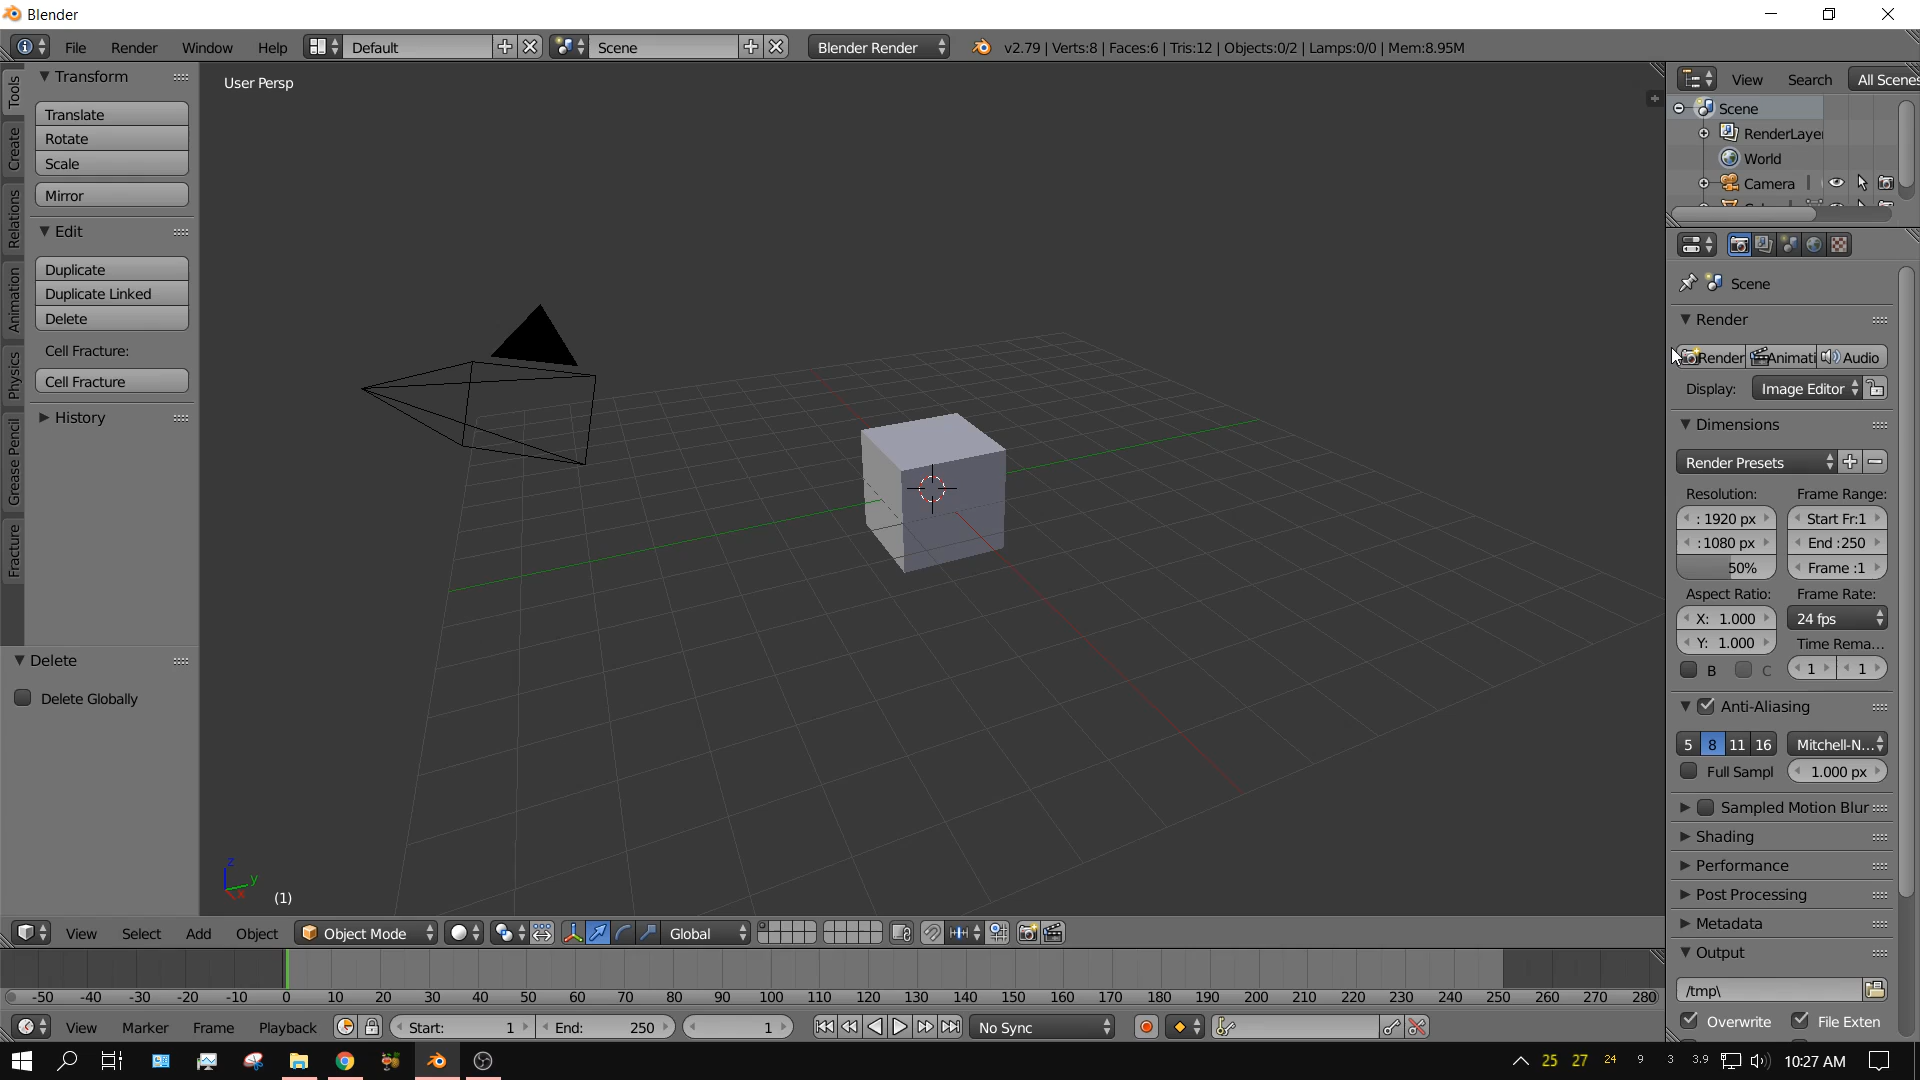 Blender
File Render Window Help Default Scene Blender Render v2.79 | Verts:8 | Faces:6 | Tris:12 | Objects:0/2 | Lamps:0/0 | Mem:8.95M
Tools
Create
Relations
Animation
Physics
Grease Pencil
Fracture
Transform
Translate
Rotate
Scale
Mirror
Edit
Duplicate
Duplicate Linked
Delete
Cell Fracture:
Cell Fracture
History
Delete
Delete Globally
User Persp
z
y
x
(1)
View Search All Scenes
Scene
RenderLayer
World
Camera
Scene
Render
Render Animati Audio
Display: Image Editor
Dimensions
Render Presets
Resolution: Frame Range:
: 1920 px Start Fr:1
: 1080 px End :250
50% Frame :1
Aspect Ratio: Frame Rate:
X: 1.000 24 fps
Y: 1.000 Time Rema...
B C 1 1
Anti-Aliasing
5 8 11 16 Mitchell-N...
Full Sampl 1.000 px
Sampled Motion Blur
Shading
Performance
Post Processing
Metadata
Output
/tmp\
Overwrite File Exten
View Select Add Object Object Mode Global
-50 -40 -30 -20 -10 0 10 20 30 40 50 60 70 80 90 100 110 120 130 140 150 160 170 180 190 200 210 220 230 240 250 260 270 280
View Marker Frame Playback Start: 1 End: 250 1 No Sync
25 27 24 9 3 3.9 10:27 AM